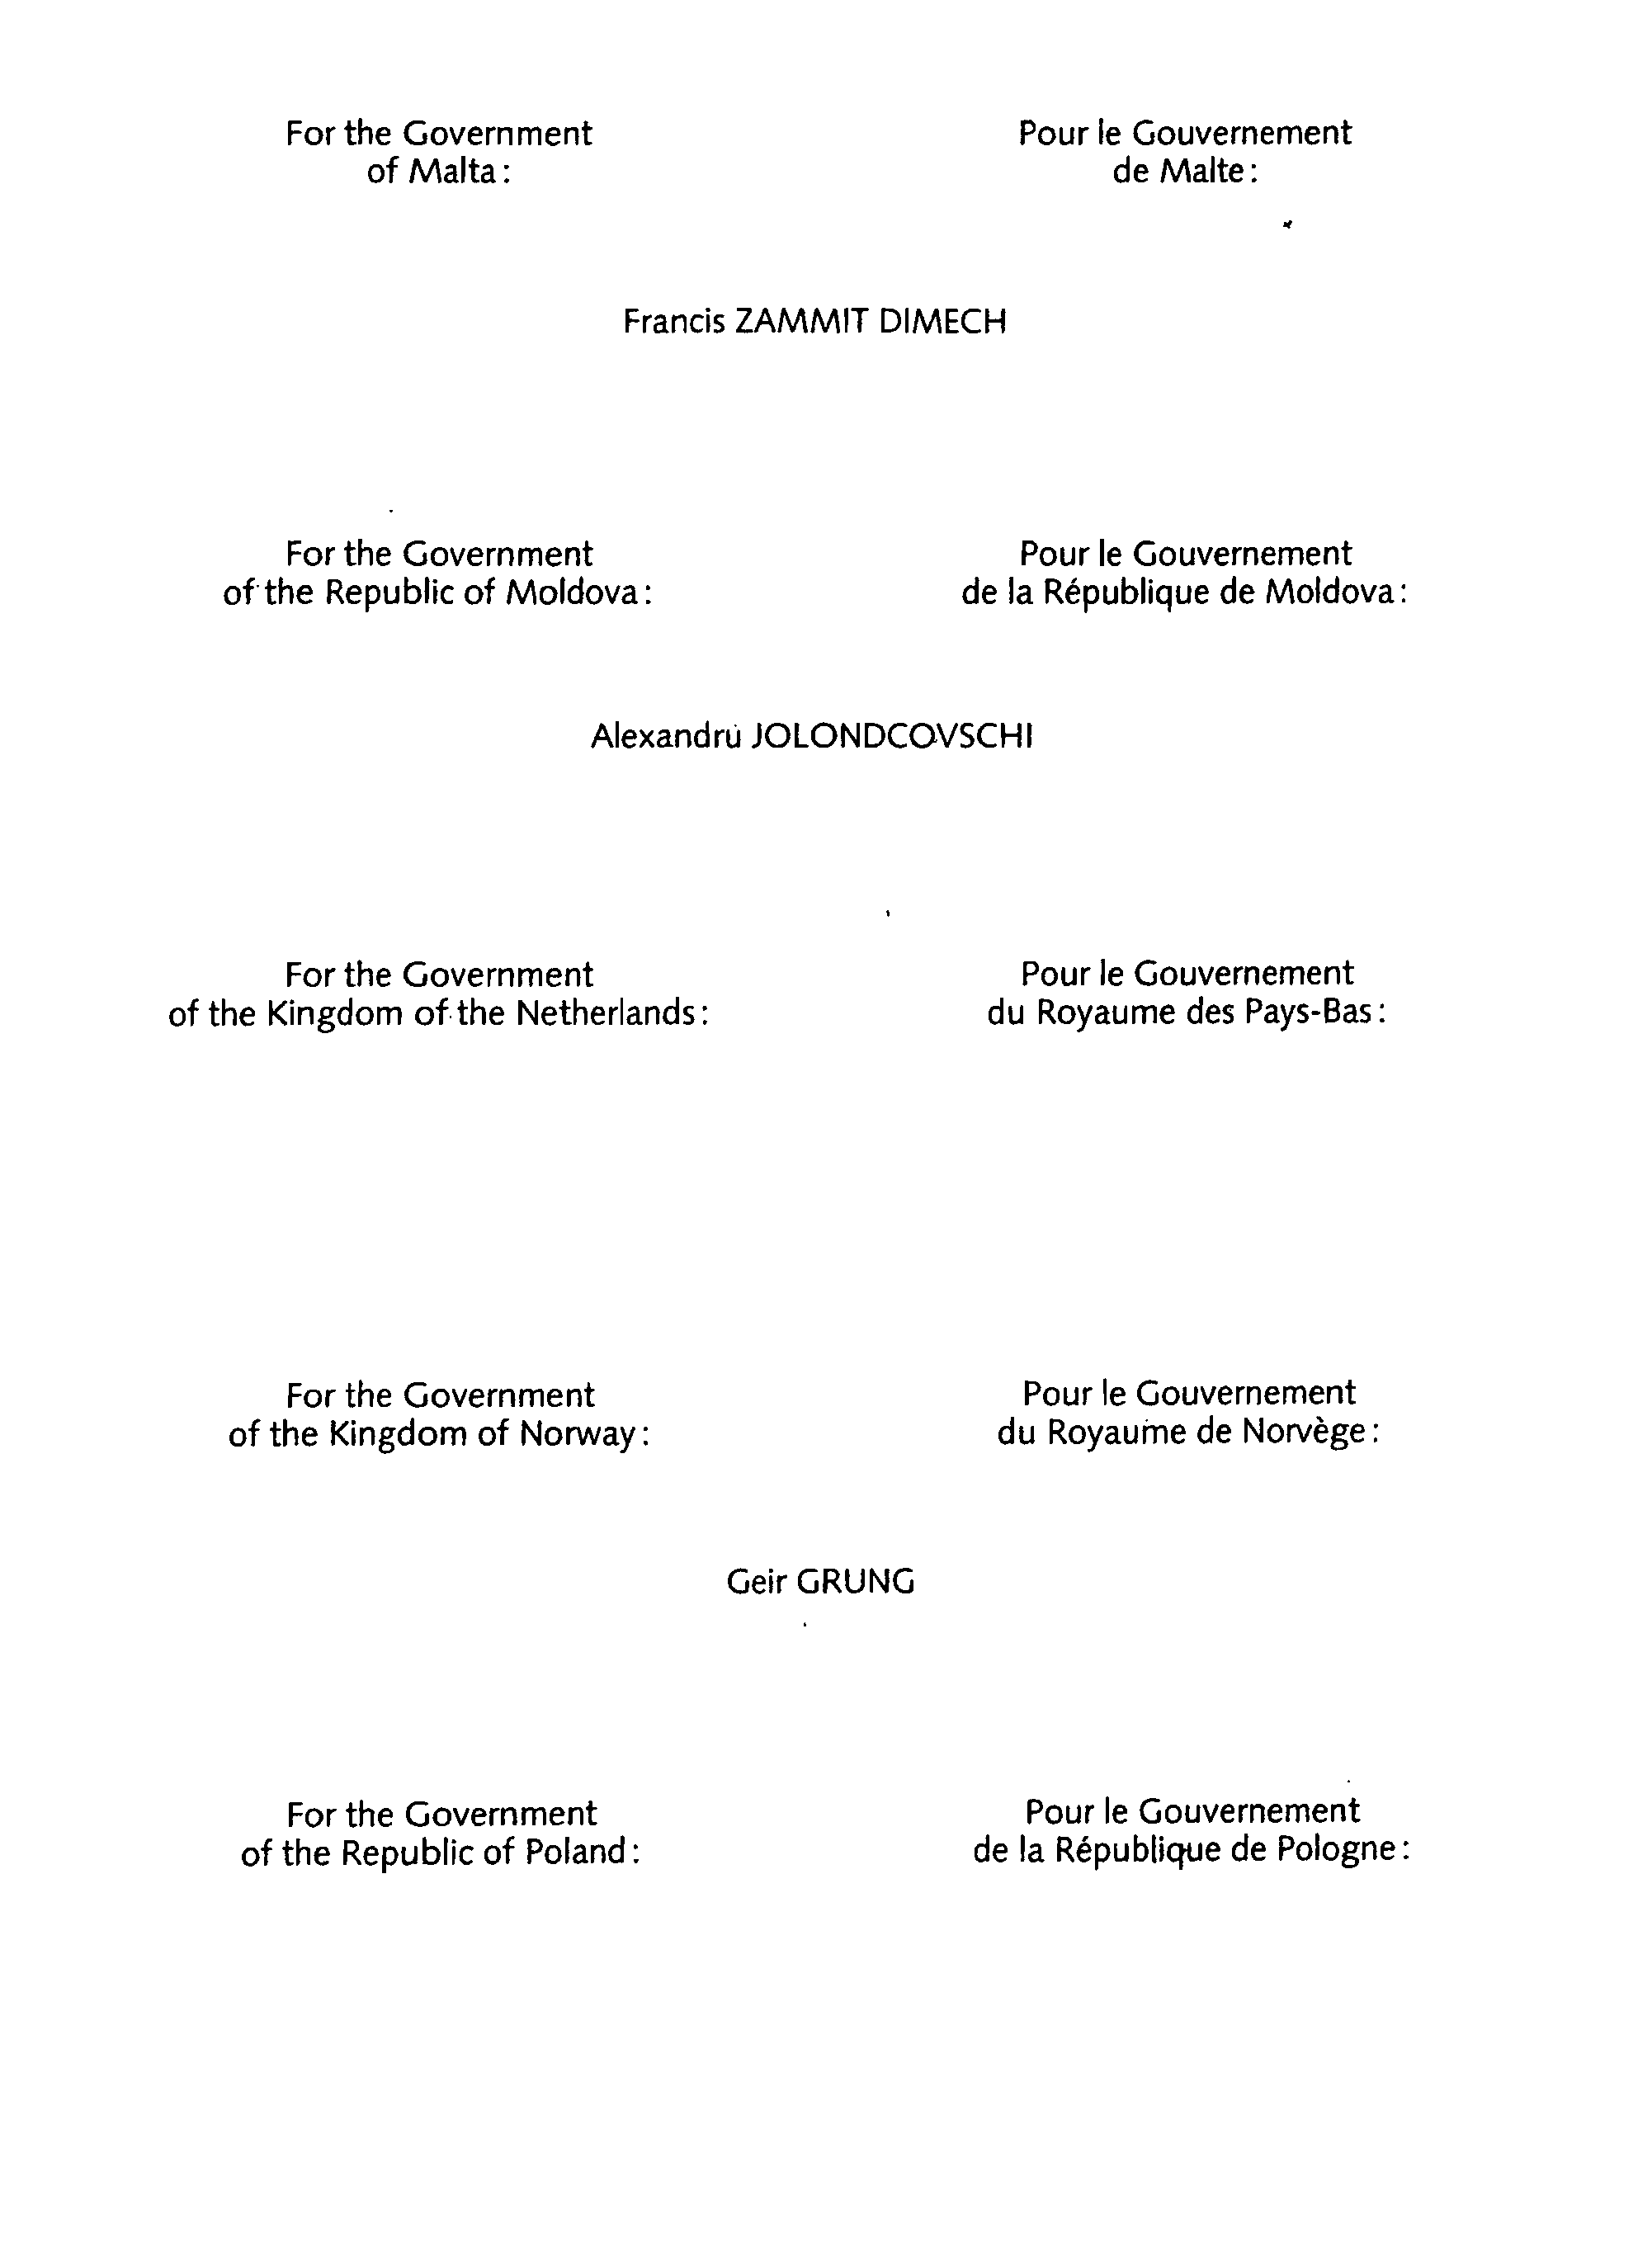 For the Government
of Malta:
Pour le Gouvernement
de Malte:
Francis ZAMMIT DIMECH
For the Government
of the Republic of Moldova:
Pour le Gouvernement
de la République de Moldova:
Alexandru JOLONDCOVSCHI
For the Government
of the Kingdom of the Netherlands:
Pour le Gouvernement
du Royaume des Pays-Bas:
For the Government
of the Kingdom of Norway:
Pour le Gouvernement
du Royaume de Norvège:
Geir GRUNG
For the Government
of the Republic of Poland:
Pour le Gouvernement
de la République de Pologne: